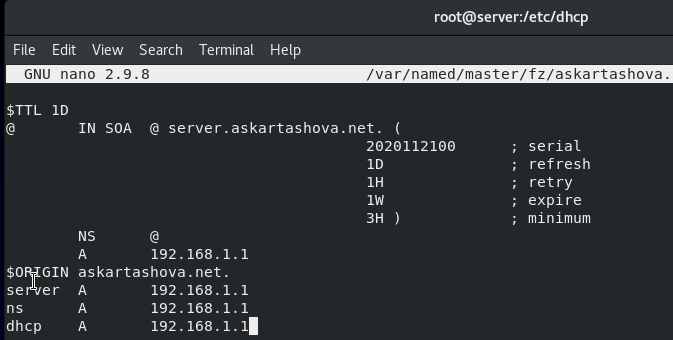 root@server:/etc/dhcp
File Edit View Search Terminal Help
GNU nano 2.9.8 /var/named/master/fz/askartashova.
$TTL 1D
@ IN SOA @ server.askartashova.net. (
2020112100 ; serial
1D ; refresh
1H ; retry
1W ; expire
3H ) ; minimum
NS @
A 192.168.1.1
$ORIGIN askartashova.net.
server A 192.168.1.1
ns A 192.168.1.1
dhcp A 192.168.1.1